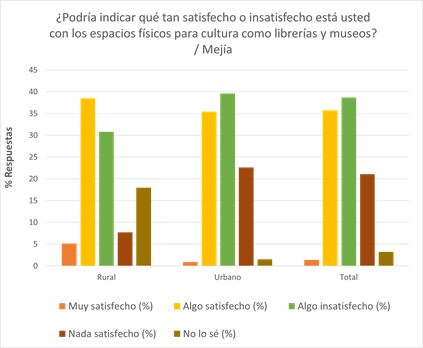 ¿Podría indicar qué tan satisfecho o insatisfecho está usted
con los espacios físicos para cultura como librerías y museos?
/ Mejía
45
40
35
30
25
20
15
10
5
0
% Respuestas
Rural
Urbano
Total
Muy satisfecho (%)
Algo satisfecho (%)
Algo insatisfecho (%)
Nada satisfecho (%)
No lo sé (%)